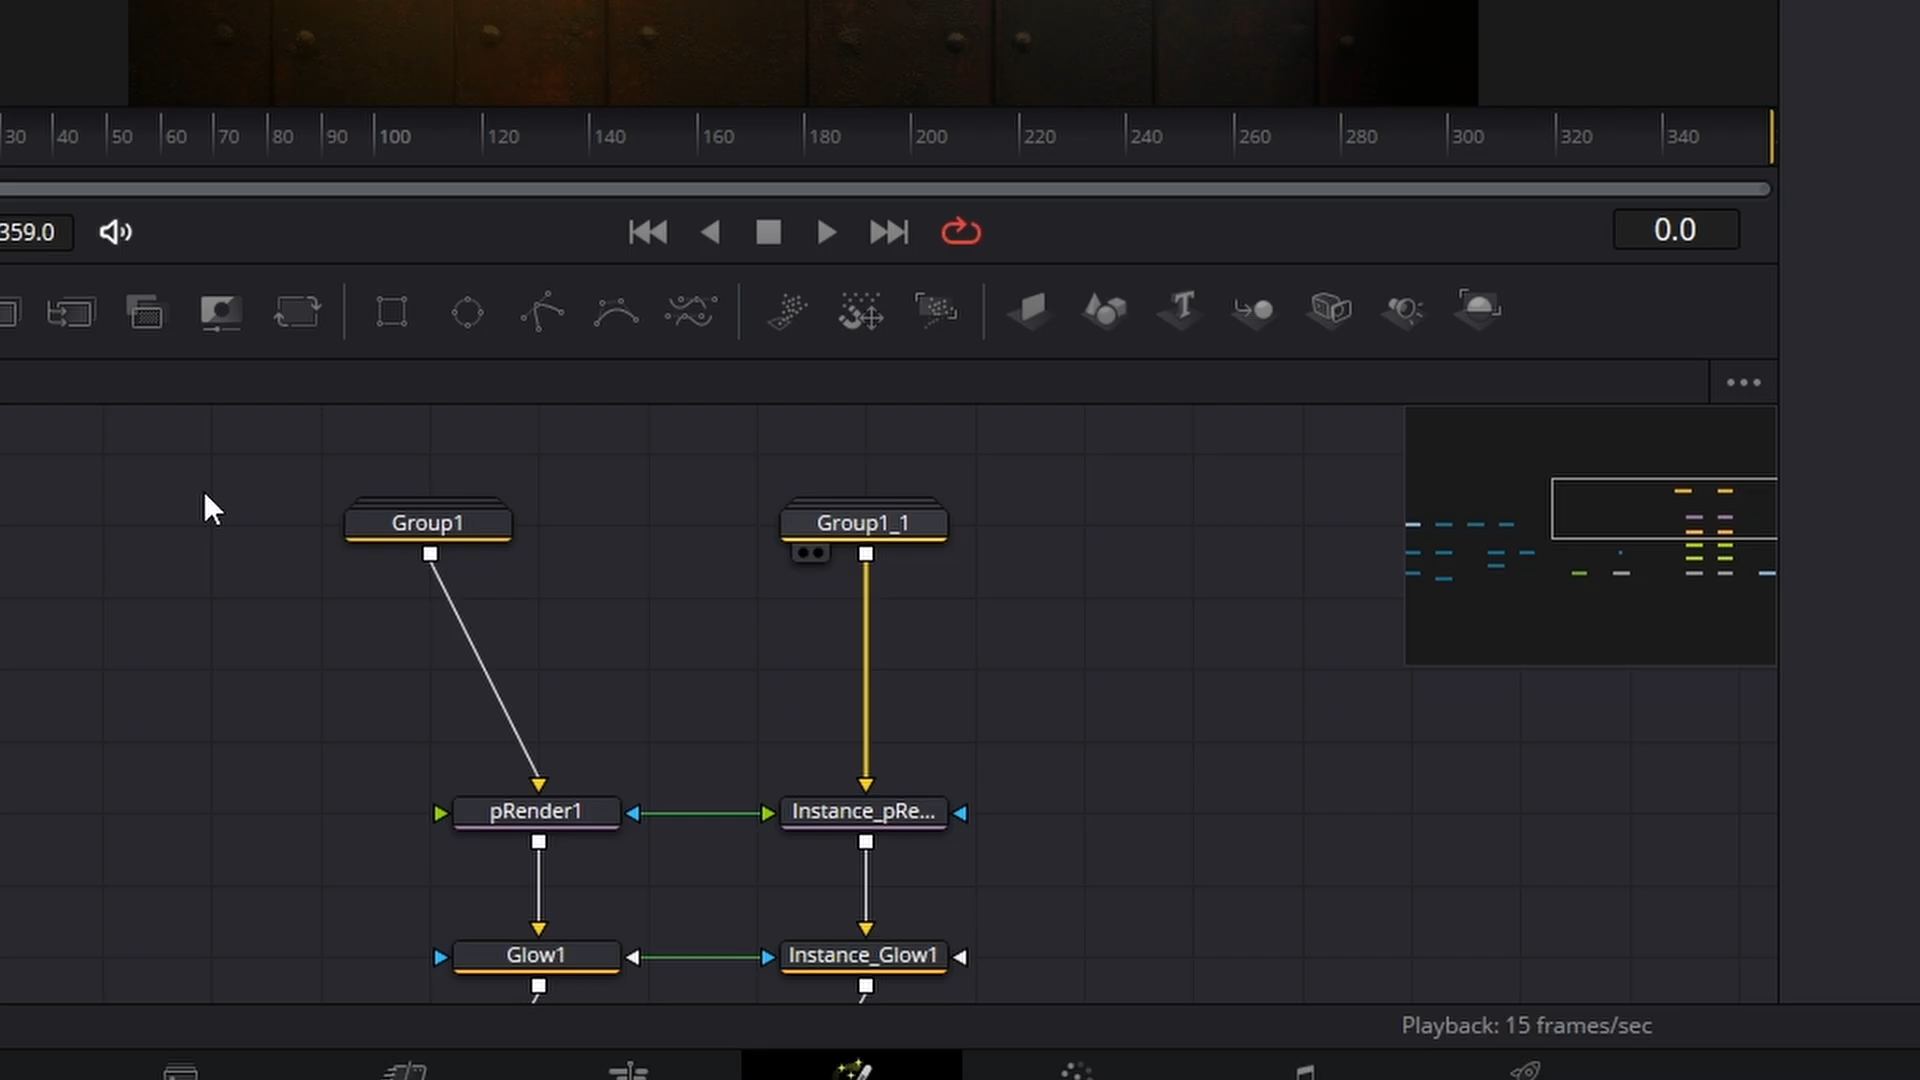 30 40 50 60 70 80 90 100 120 140 160 180 200 220 240 260 280 300 320 340
359.0 0.0
Group1 Group1_1
pRender1 Instance_pRe...
Glow1 Instance_Glow1
Playback: 15 frames/sec